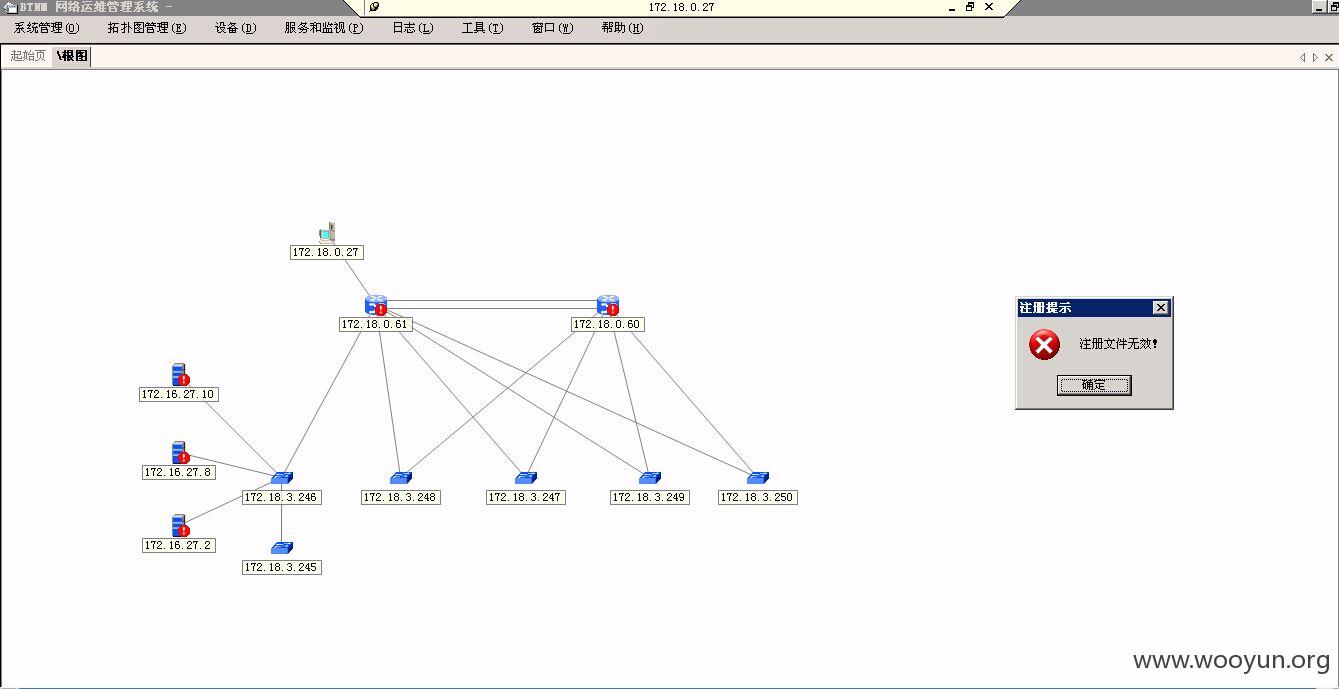 BTNM 网络运维管理系统 -
172.18.0.27
系统管理(O) 拓扑图管理(E) 设备(D) 服务和监视(P) 日志(L) 工具(T) 窗口(W) 帮助(H)
起始页 \根图
172.18.0.27
172.18.0.61
172.18.0.60
注册提示
注册文件无效!
确定
172.16.27.10
172.16.27.8
172.18.3.246
172.18.3.248
172.18.3.247
172.18.3.249
172.18.3.250
172.16.27.2
172.18.3.245
www.wooyun.org